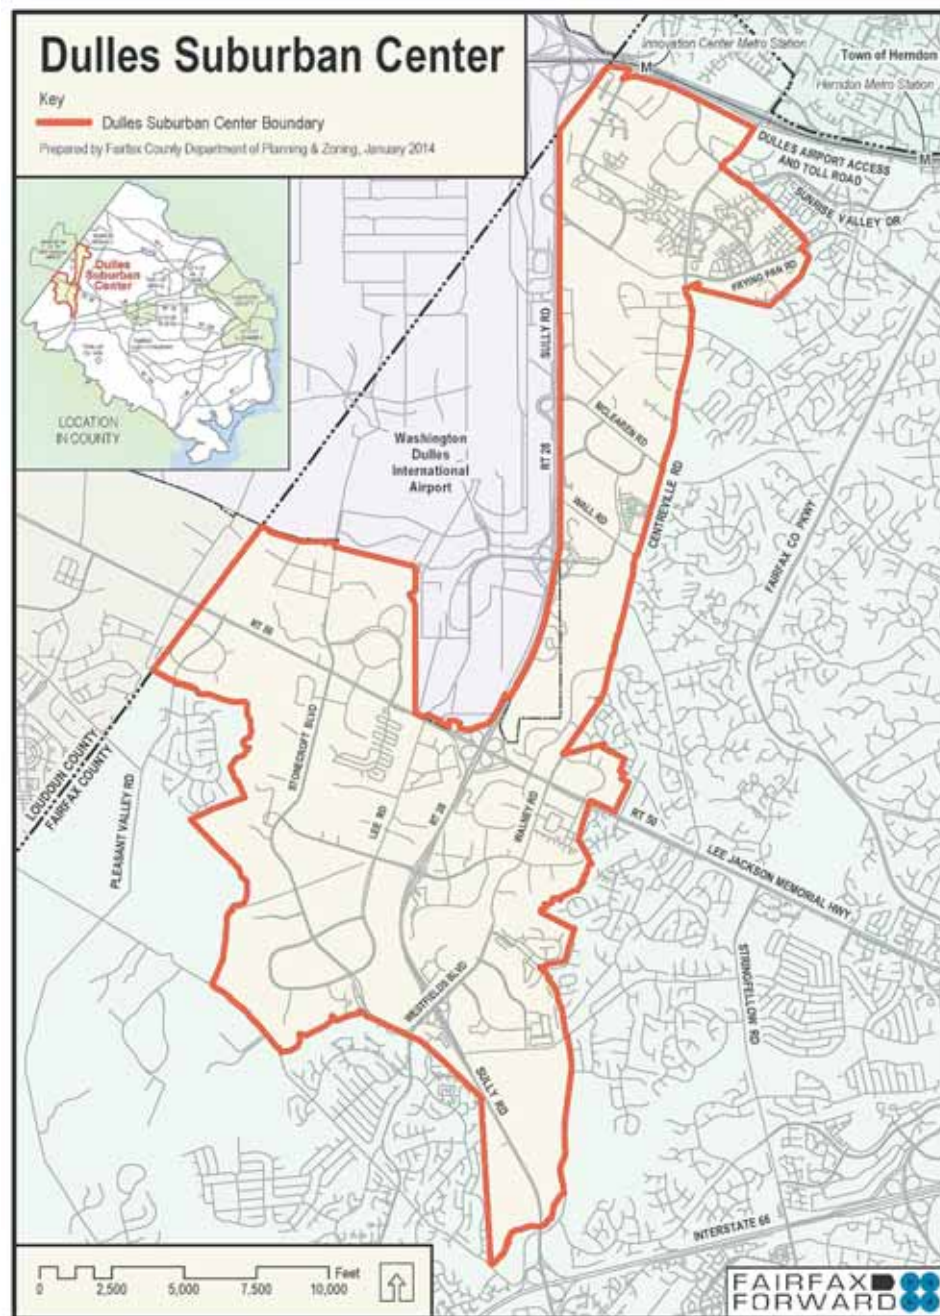 Dulles Suburban Center
Key
Dulles Suburban Center Boundary
Prepared by Fairfax County Department of Planning & Zoning, January 2014
Innovation Center Metro Station
M
Town of Herndon
Herndon Metro Station
M
DULLES AIRPORT ACCESS
AND TOLL ROAD
SUNRISE VALLEY DR
FRYING PAN RD
Dulles
Suburban
Center
LOCATION
IN COUNTY
SULLY RD
RT 28
Washington
Dulles
International
Airport
MCLEAREN RD
WALL RD
CENTREVILLE RD
FAIRFAX CO PKWY
RT 50
STONECROFT BLVD
LEE RD
RT 28
WALNEY RD
LOUDOUN COUNTY
FAIRFAX COUNTY
PLEASANT VALLEY RD
RT 50
LEE JACKSON MEMORIAL HWY
STRINGFELLOW RD
WESTFIELDS BLVD
SULLY RD
INTERSTATE 66
Feet
0 2,500 5,000 7,500 10,000
FAIRFAX
FORWARD